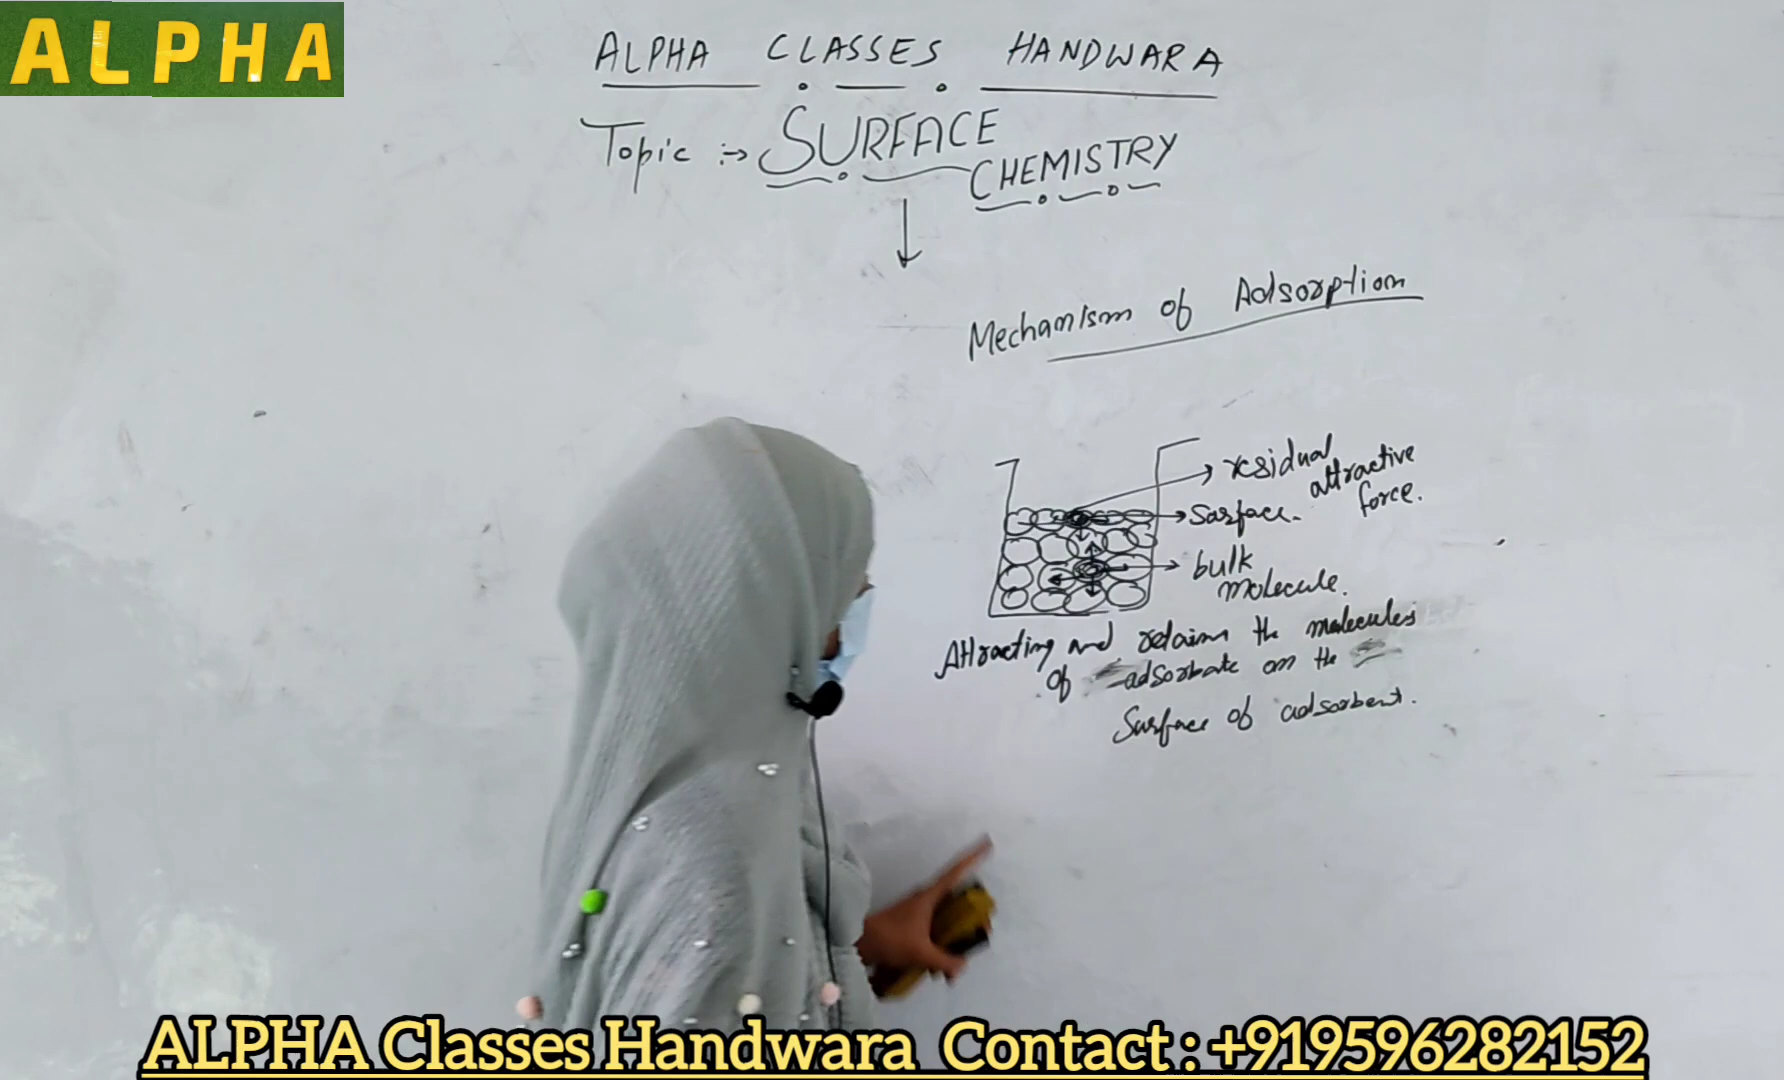 ALPHA
ALPHA CLASSES HANDWARA
Topic :→ SURFACE
CHEMISTRY
Mechanism of Adsorption
residual
attractive
force.
Surface.
bulk
molecule.
Attracting and retains the molecules
of adsorbate on the
Surface of adsorbent.
ALPHA Classes Handwara Contact : +919596282152